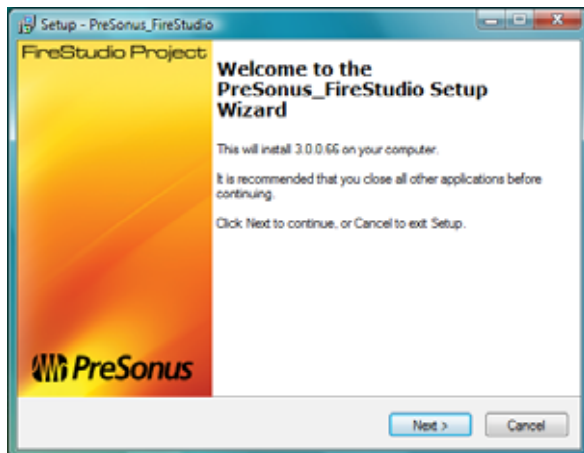 Setup - PreSonus_FireStudio
FireStudio Project
Welcome to the
PreSonus_FireStudio Setup
Wizard
This will install 3.0.0.66 on your computer.
It is recommended that you close all other applications before
continuing.
Click Next to continue, or Cancel to exit Setup.
PreSonus
Next >
Cancel